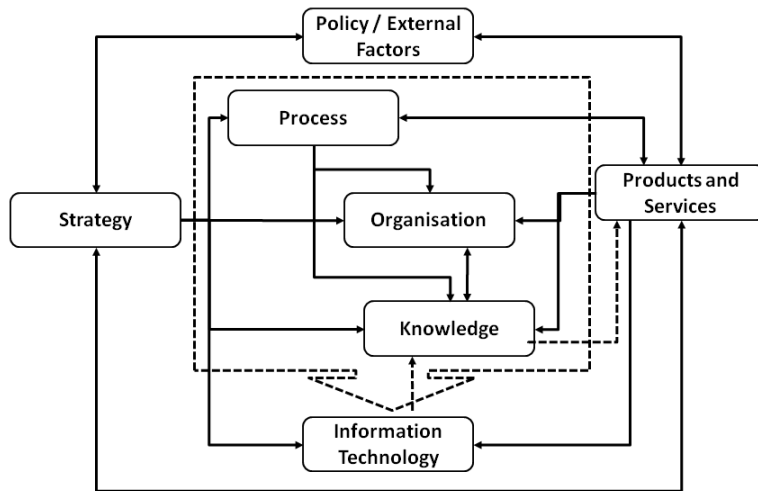 Policy / External
Factors
Process
Products and
Services
Strategy
Organisation
Knowledge
Information
Technology